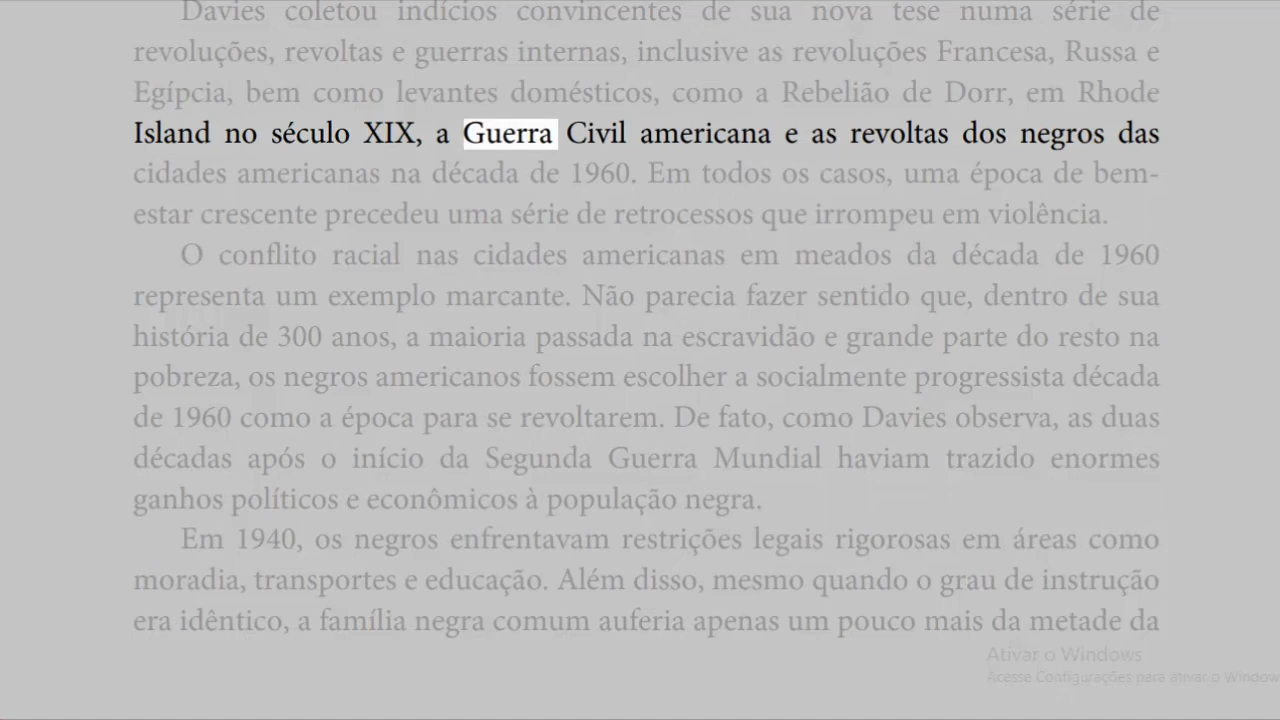 Davies coletou indícios convincentes de sua nova tese numa série de
revoluções, revoltas e guerras internas, inclusive as revoluções Francesa, Russa e
Egípcia, bem como levantes domésticos, como a Rebelião de Dorr, em Rhode
Island no século XIX, a Guerra Civil americana e as revoltas dos negros das
cidades americanas na década de 1960. Em todos os casos, uma época de bem-
estar crescente precedeu uma série de retrocessos que irrompeu em violência.
O conflito racial nas cidades americanas em meados da década de 1960
representa um exemplo marcante. Não parecia fazer sentido que, dentro de sua
história de 300 anos, a maioria passada na escravidão e grande parte do resto na
pobreza, os negros americanos fossem escolher a socialmente progressista década
de 1960 como a época para se revoltarem. De fato, como Davies observa, as duas
décadas após o início da Segunda Guerra Mundial haviam trazido enormes
ganhos políticos e econômicos à população negra.
Em 1940, os negros enfrentavam restrições legais rigorosas em áreas como
moradia, transportes e educação. Além disso, mesmo quando o grau de instrução
era idêntico, a família negra comum auferia apenas um pouco mais da metade da
Ativar o Windows
Acesse Configurações para ativar o Window